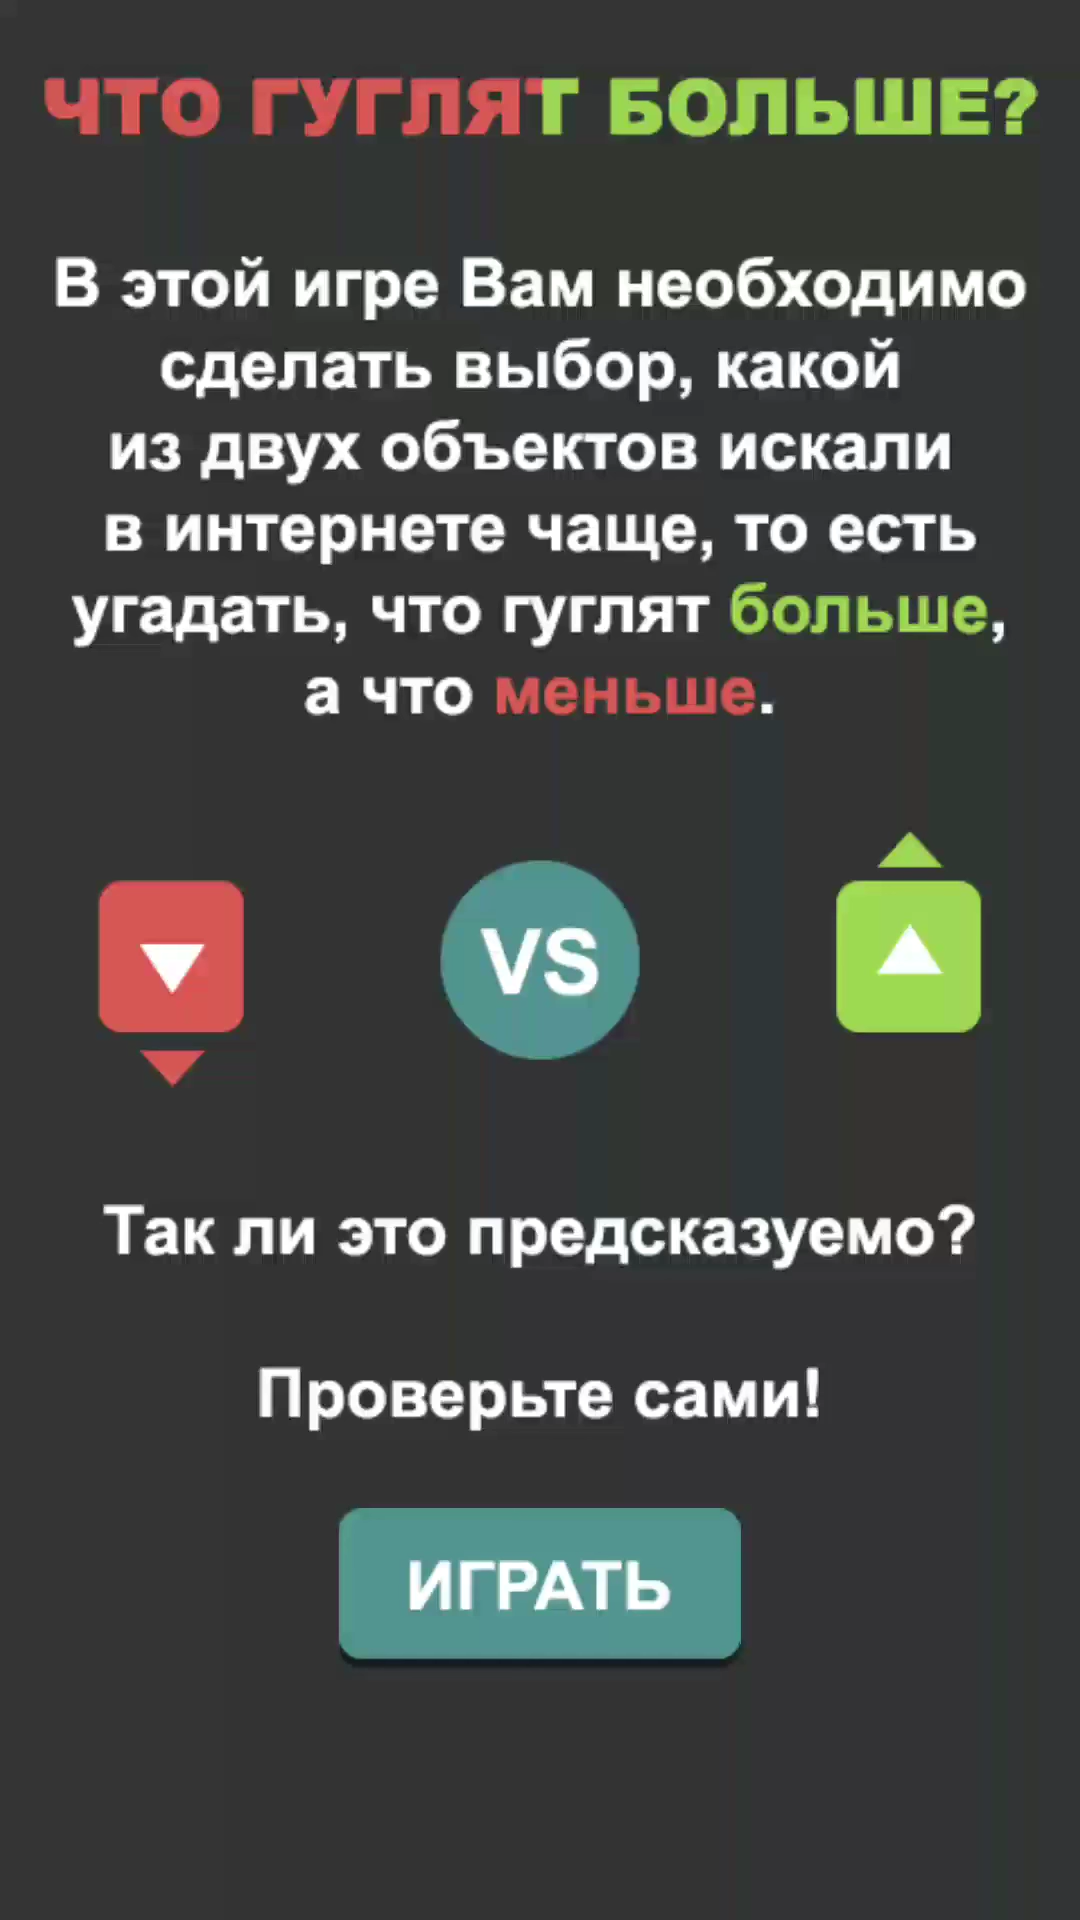 ЧТО ГУГЛЯТ БОЛЬШЕ?
В этой игре Вам необходимо
сделать выбор, какой
из двух объектов искали
в интернете чаще, то есть
угадать, что гуглят больше,
а что меньше.
VS
Так ли это предсказуемо?
Проверьте сами!
ИГРАТЬ